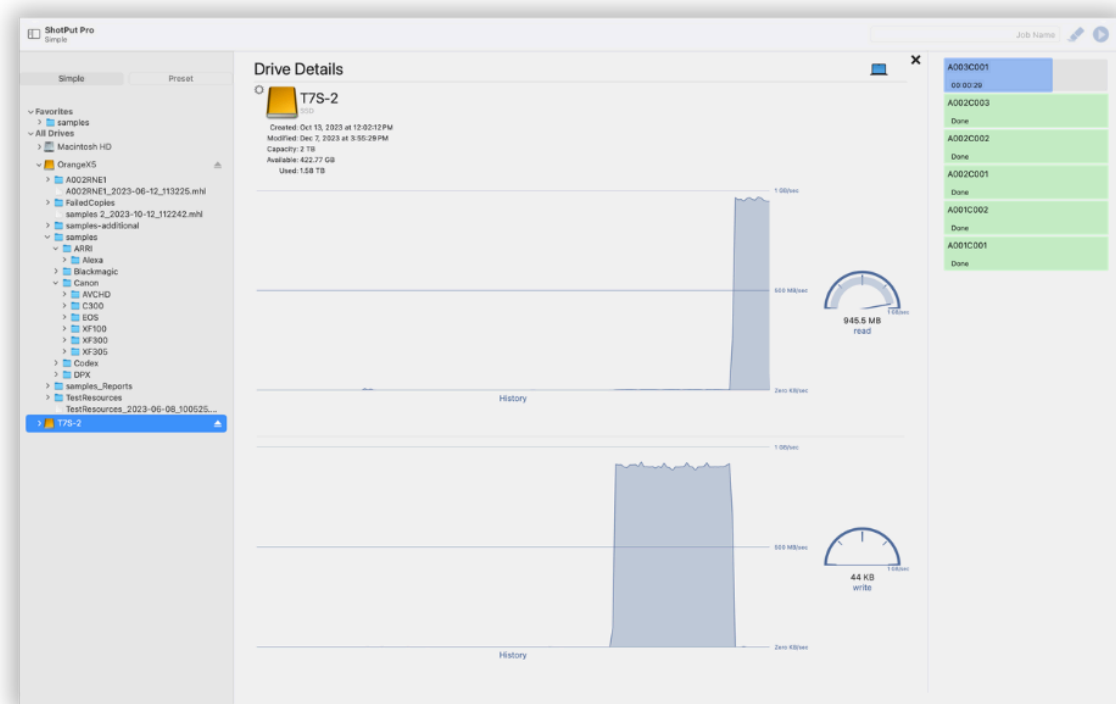 ShotPut Pro
Simple
Job Name
Simple
Preset
Favorites
samples
All Drives
Macintosh HD
OrangeX5
A002RNE1
A002RNE1_2023-06-12_113225.mhl
FailedCopies
samples 2_2023-10-12_112242.mhl
samples-additional
samples
ARRI
Alexa
Blackmagic
Canon
AVCHD
C300
EOS
XF100
XF300
XF305
Codex
DPX
samples_Reports
TestResources
TestResources_2023-06-08_100525....
T7S-2
Drive Details
T7S-2
SSD
Created: Oct 13, 2023 at 12:02:12 PM
Modified: Dec 7, 2023 at 3:55:29 PM
Capacity: 2 TB
Available: 422.77 GB
Used: 1.58 TB
1 GB/sec
500 MB/sec
Zero KB/sec
History
1 GB/sec
945.5 MB
read
1 GB/sec
500 MB/sec
Zero KB/sec
History
1 GB/sec
44 KB
write
A003C001
00:00:29
A002C003
Done
A002C002
Done
A002C001
Done
A001C002
Done
A001C001
Done